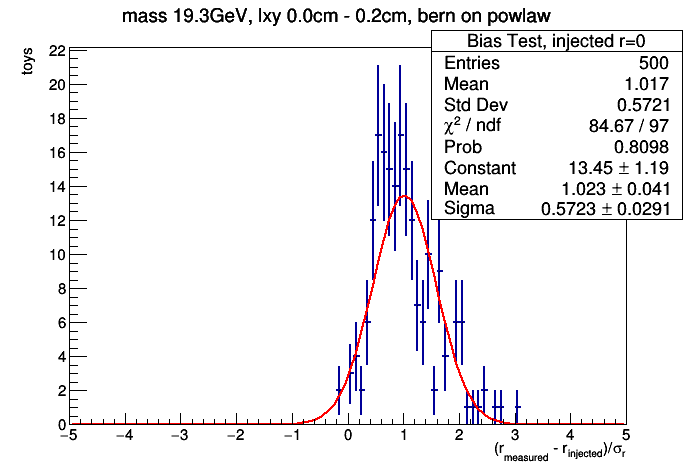 mass 19.3GeV, lxy 0.0cm - 0.2cm, bern on powlaw
toys
Bias Test, injected r=0
Entries 500
Mean 1.017
Std Dev 0.5721
χ² / ndf 84.67 / 97
Prob 0.8098
Constant 13.45 ± 1.19
Mean 1.023 ± 0.041
Sigma 0.5723 ± 0.0291
22
20
18
16
14
12
10
8
6
4
2
0
−5 −4 −3 −2 −1 0 1 2 3 4 5
(r_measured - r_injected)/σ_r